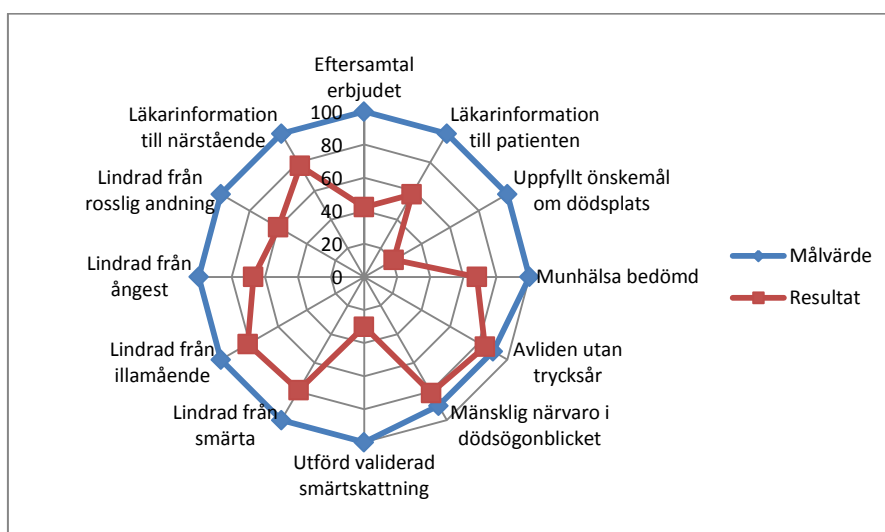 Eftersamtal
erbjudet
Läkarinformation
till patienten
Uppfyllt önskemål
om dödsplats
Munhälsa bedömd
Avliden utan
trycksår
Mänsklig närvaro i
dödsögonblicket
Utförd validerad
smärtskattning
Lindrad från
smärta
Lindrad från
illamående
Lindrad från
ångest
Lindrad från
rosslig andning
Läkarinformation
till närstående
100
80
60
40
20
0
Målvärde
Resultat